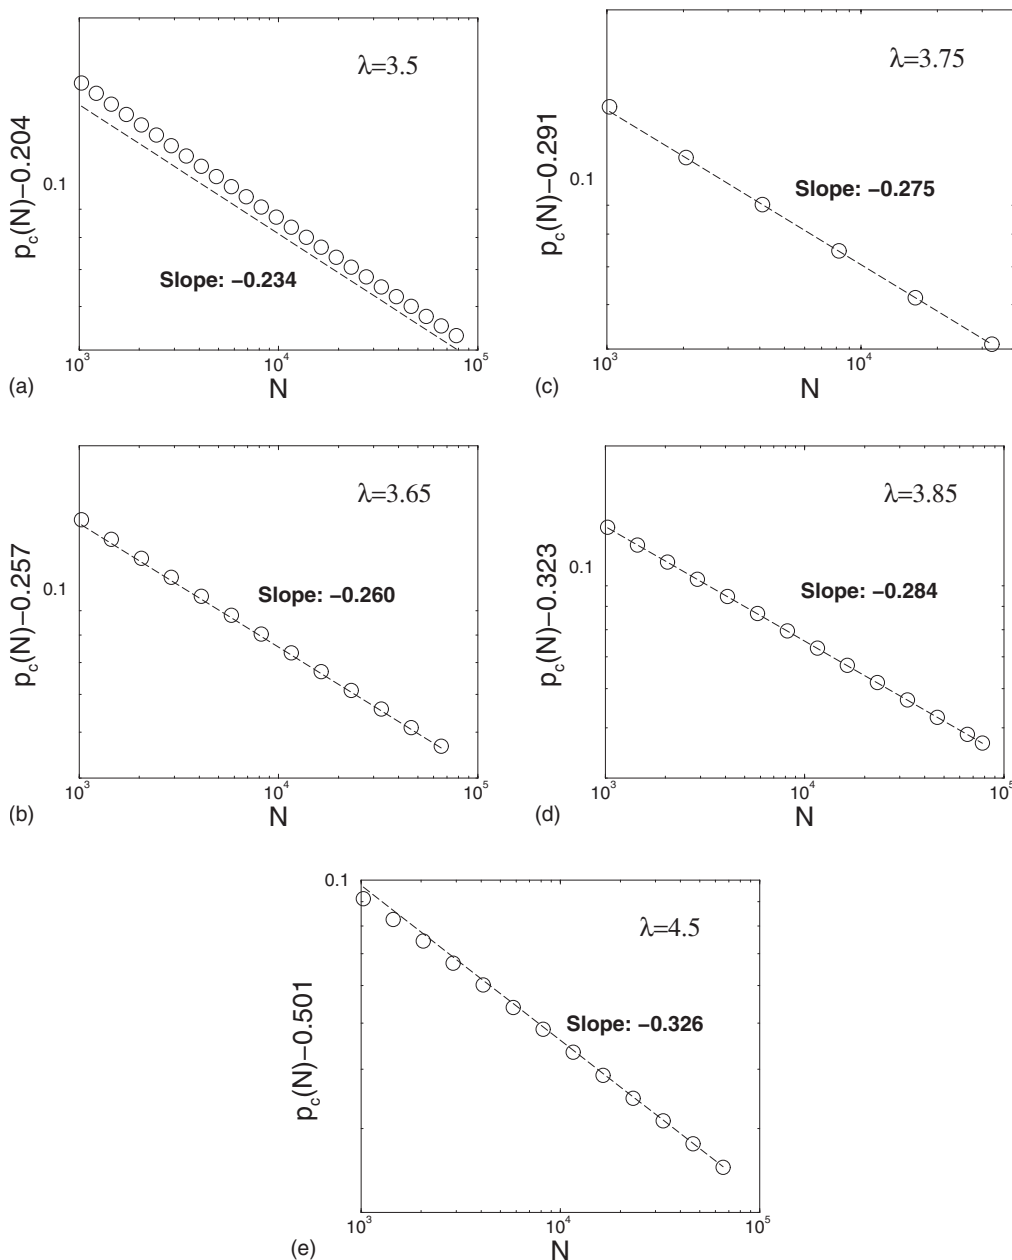 λ=3.5
p_c(N)−0.204
0.1
Slope: −0.234
10^3
10^4
10^5
N
(a)
λ=3.65
p_c(N)−0.257
0.1
Slope: −0.260
10^3
10^4
10^5
N
(b)
λ=3.75
p_c(N)−0.291
0.1
Slope: −0.275
10^3
10^4
N
(c)
λ=3.85
p_c(N)−0.323
0.1
Slope: −0.284
10^3
10^4
10^5
N
(d)
0.1
λ=4.5
p_c(N)−0.501
Slope: −0.326
10^3
10^4
10^5
N
(e)